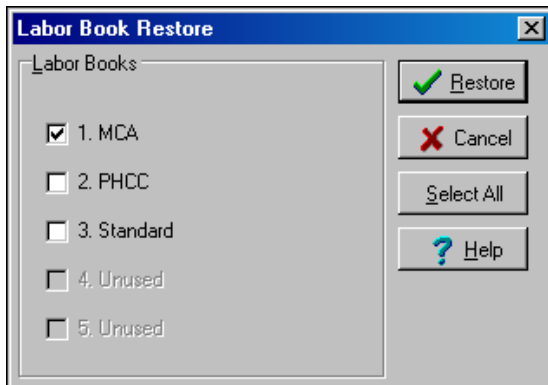 Labor Book Restore
Labor Books
1. MCA
2. PHCC
3. Standard
4. Unused
5. Unused
Restore
Cancel
Select All
Help